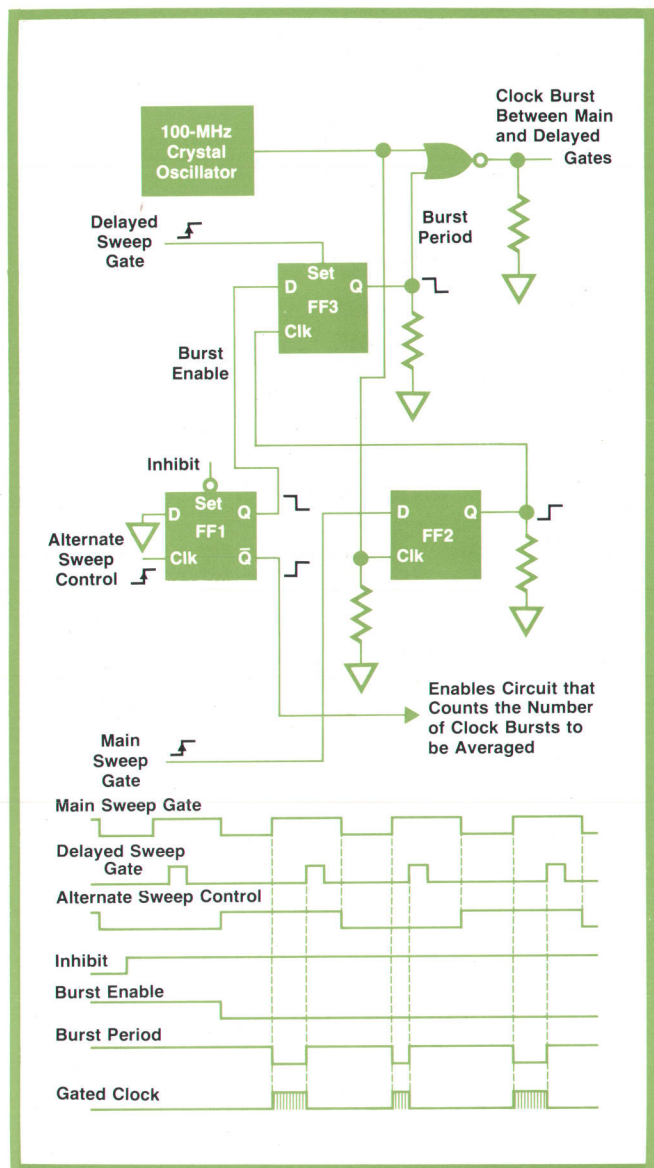 100-MHz
Crystal
Oscillator
Clock Burst
Between Main
and Delayed
Gates
Delayed
Sweep
Gate
Burst
Period
Set
D
Q
FF3
Clk
Burst
Enable
Inhibit
Set
D
Q
FF1
Clk
Q̅
Alternate
Sweep
Control
D
Q
FF2
Clk
Enables Circuit that
Counts the Number
of Clock Bursts to
be Averaged
Main
Sweep
Gate
Main Sweep Gate
Delayed Sweep
Gate
Alternate Sweep Control
Inhibit
Burst Enable
Burst Period
Gated Clock